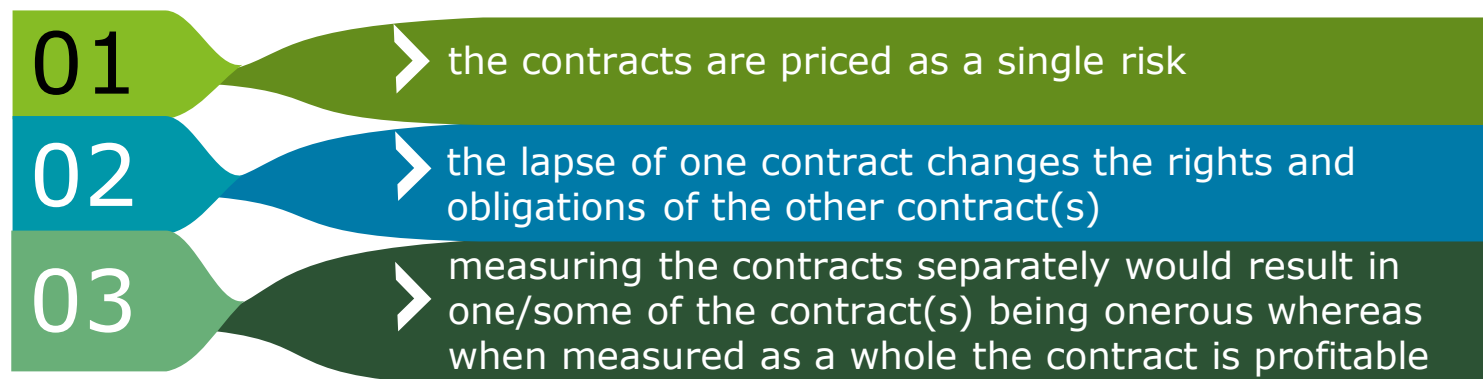 01
the contracts are priced as a single risk
02
the lapse of one contract changes the rights and
obligations of the other contract(s)
03
measuring the contracts separately would result in
one/some of the contract(s) being onerous whereas
when measured as a whole the contract is profitable